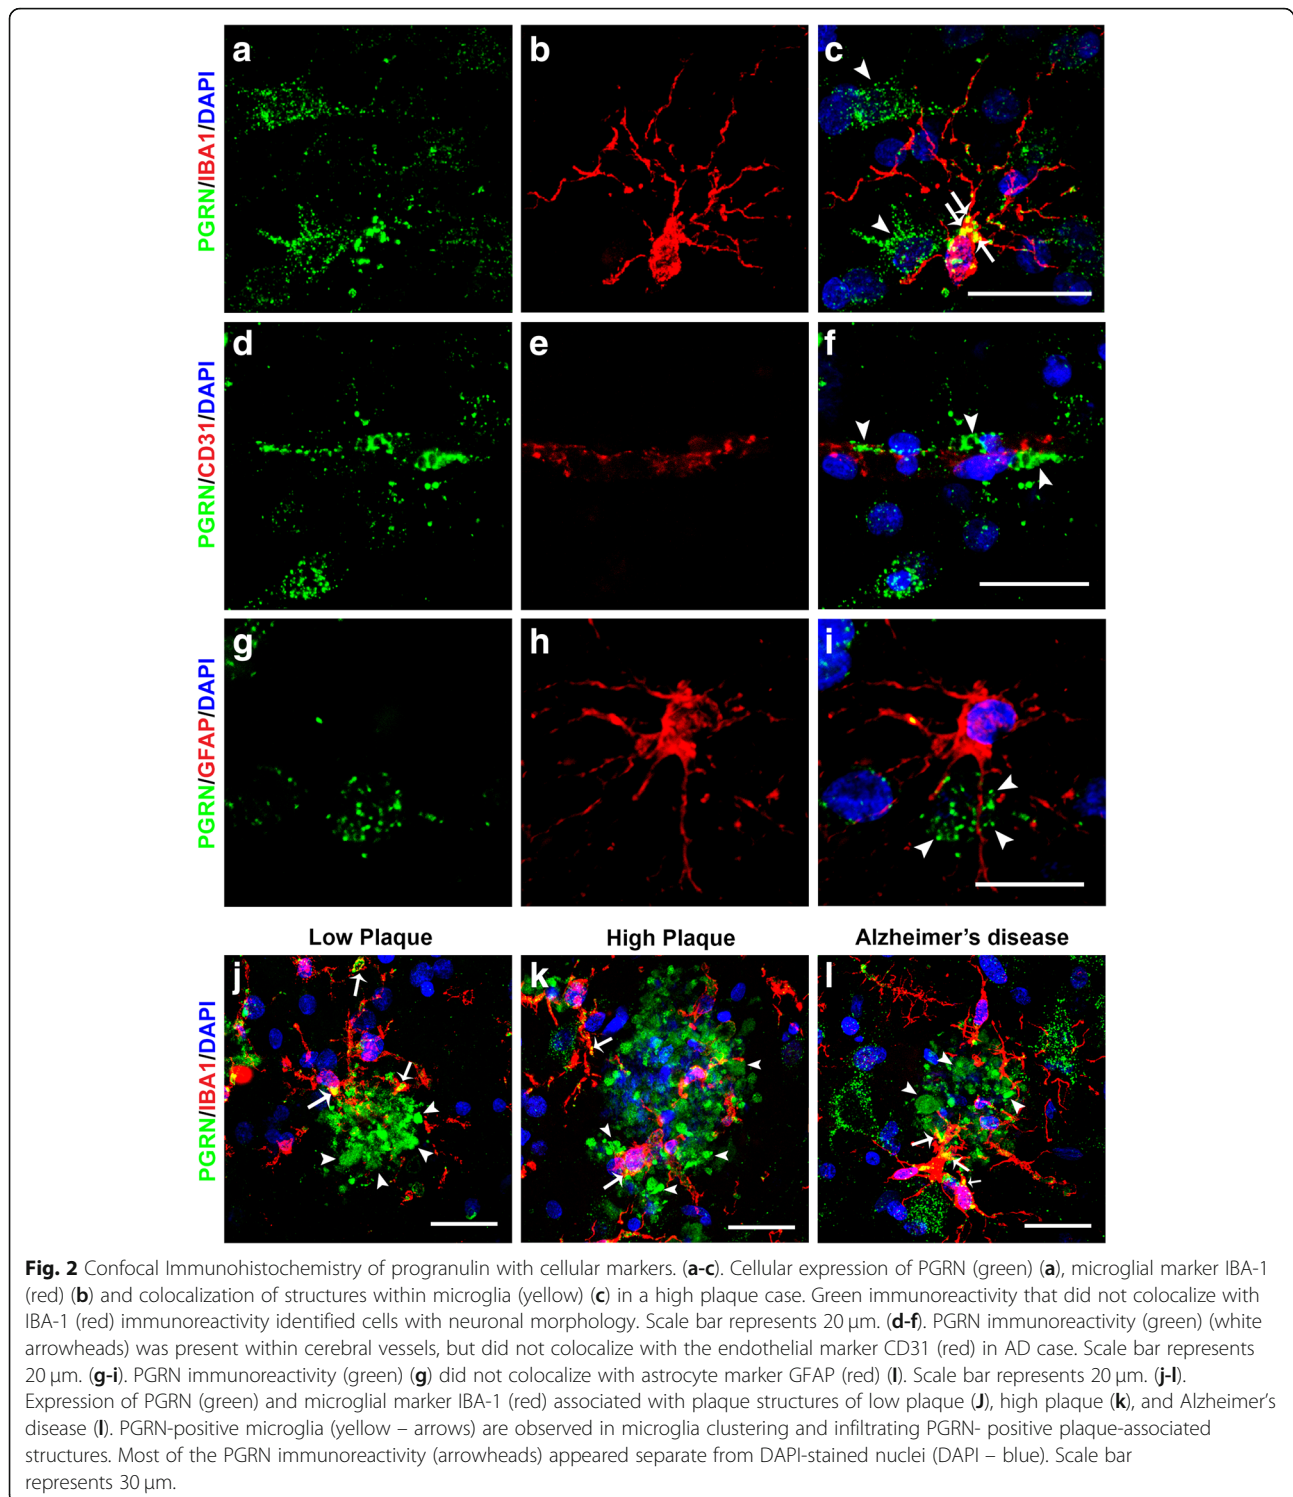 a
b
c
PGRN/IBA1/DAPI
d
e
f
PGRN/CD31/DAPI
g
h
i
PGRN/GFAP/DAPI
Low Plaque
High Plaque
Alzheimer's disease
j
k
l
PGRN/IBA1/DAPI
Fig. 2 Confocal Immunohistochemistry of progranulin with cellular markers. (a-c). Cellular expression of PGRN (green) (a), microglial marker IBA-1
(red) (b) and colocalization of structures within microglia (yellow) (c) in a high plaque case. Green immunoreactivity that did not colocalize with
IBA-1 (red) immunoreactivity identified cells with neuronal morphology. Scale bar represents 20 μm. (d-f). PGRN immunoreactivity (green) (white
arrowheads) was present within cerebral vessels, but did not colocalize with the endothelial marker CD31 (red) in AD case. Scale bar represents
20 μm. (g-i). PGRN immunoreactivity (green) (g) did not colocalize with astrocyte marker GFAP (red) (I). Scale bar represents 20 μm. (j-l).
Expression of PGRN (green) and microglial marker IBA-1 (red) associated with plaque structures of low plaque (J), high plaque (k), and Alzheimer's
disease (l). PGRN-positive microglia (yellow – arrows) are observed in microglia clustering and infiltrating PGRN- positive plaque-associated
structures. Most of the PGRN immunoreactivity (arrowheads) appeared separate from DAPI-stained nuclei (DAPI – blue). Scale bar
represents 30 μm.